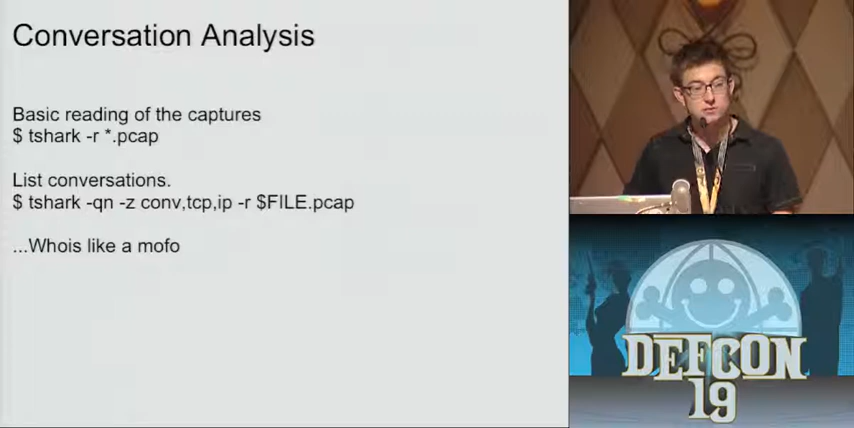 Conversation Analysis
Basic reading of the captures
$ tshark -r *.pcap
List conversations.
$ tshark -qn -z conv,tcp,ip -r $FILE.pcap
...Whois like a mofo
DEFCON
19